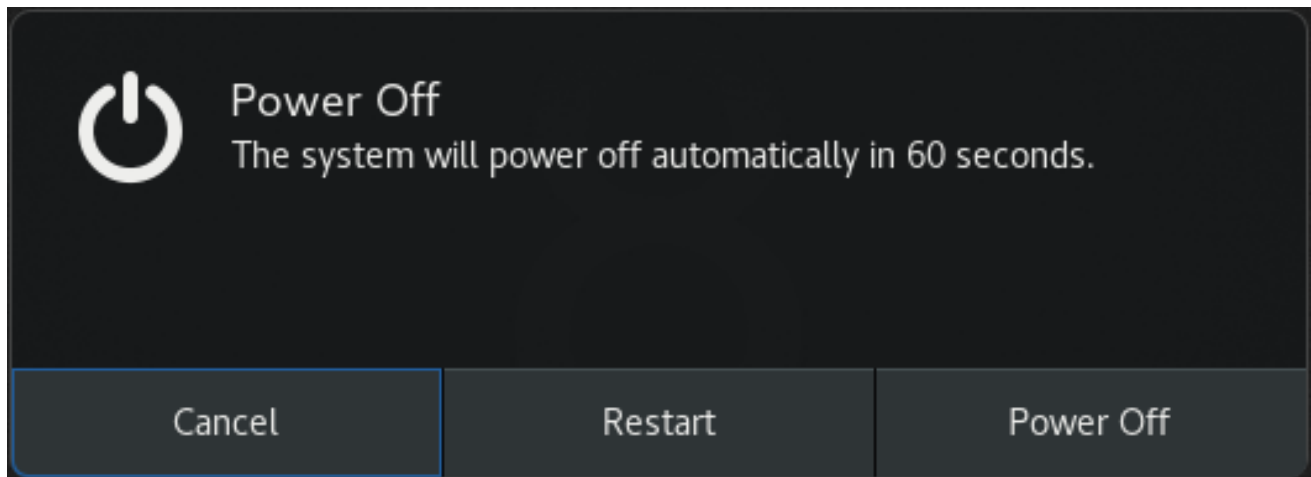 Power Off
The system will power off automatically in 60 seconds.
Cancel
Restart
Power Off